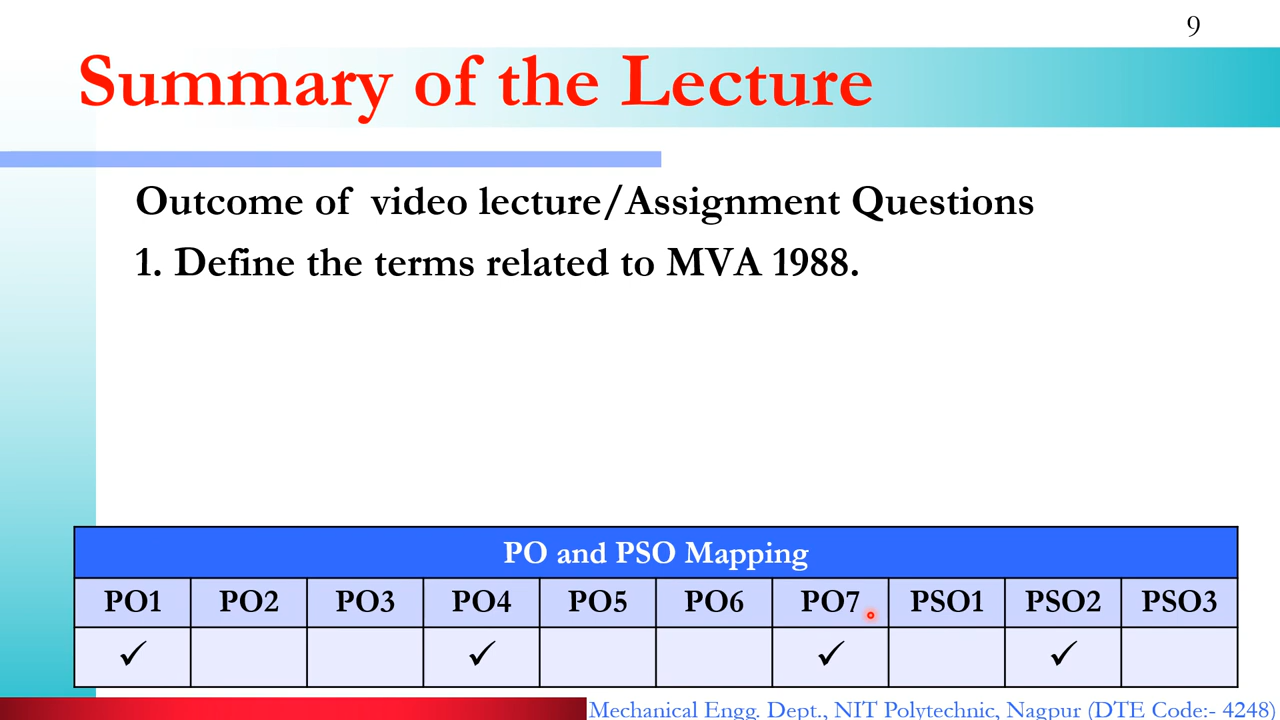 9
Summary of the Lecture
Outcome of video lecture/Assignment Questions
1. Define the terms related to MVA 1988.
PO and PSO Mapping
PO1 PO2 PO3 PO4 PO5 PO6 PO7 PSO1 PSO2 PSO3
✓ ✓ ✓ ✓
Mechanical Engg. Dept., NIT Polytechnic, Nagpur (DTE Code:- 4248)